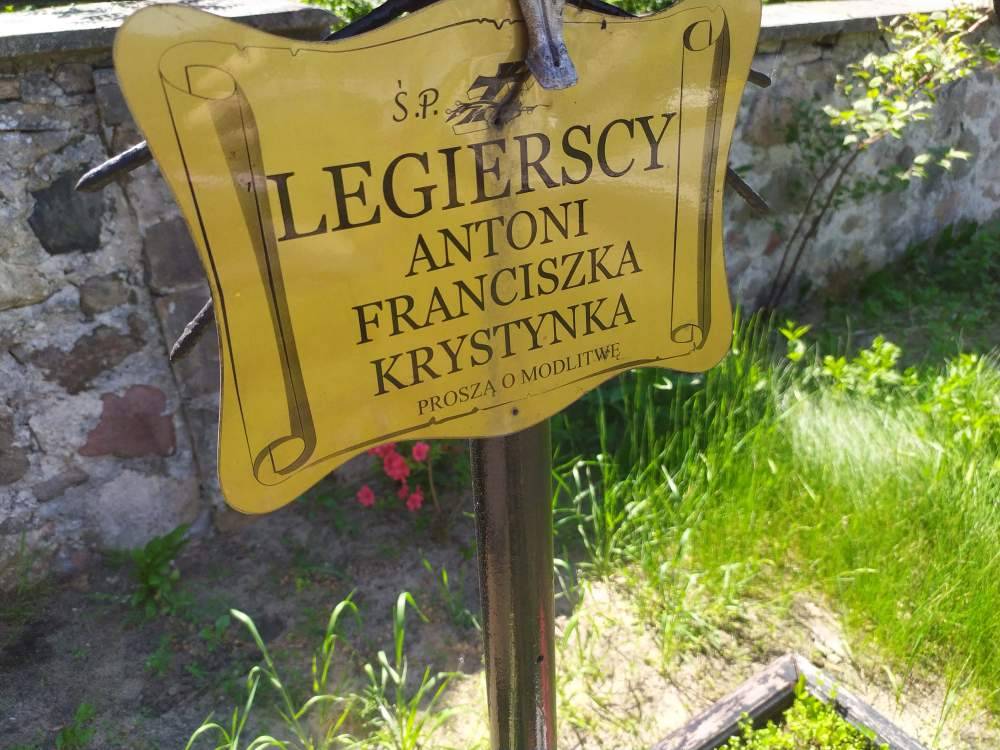 Ś.P.
LEGIERSCY
ANTONI
FRANCISZKA
KRYSTYNKA
PROSZĄ O MODLITWĘ